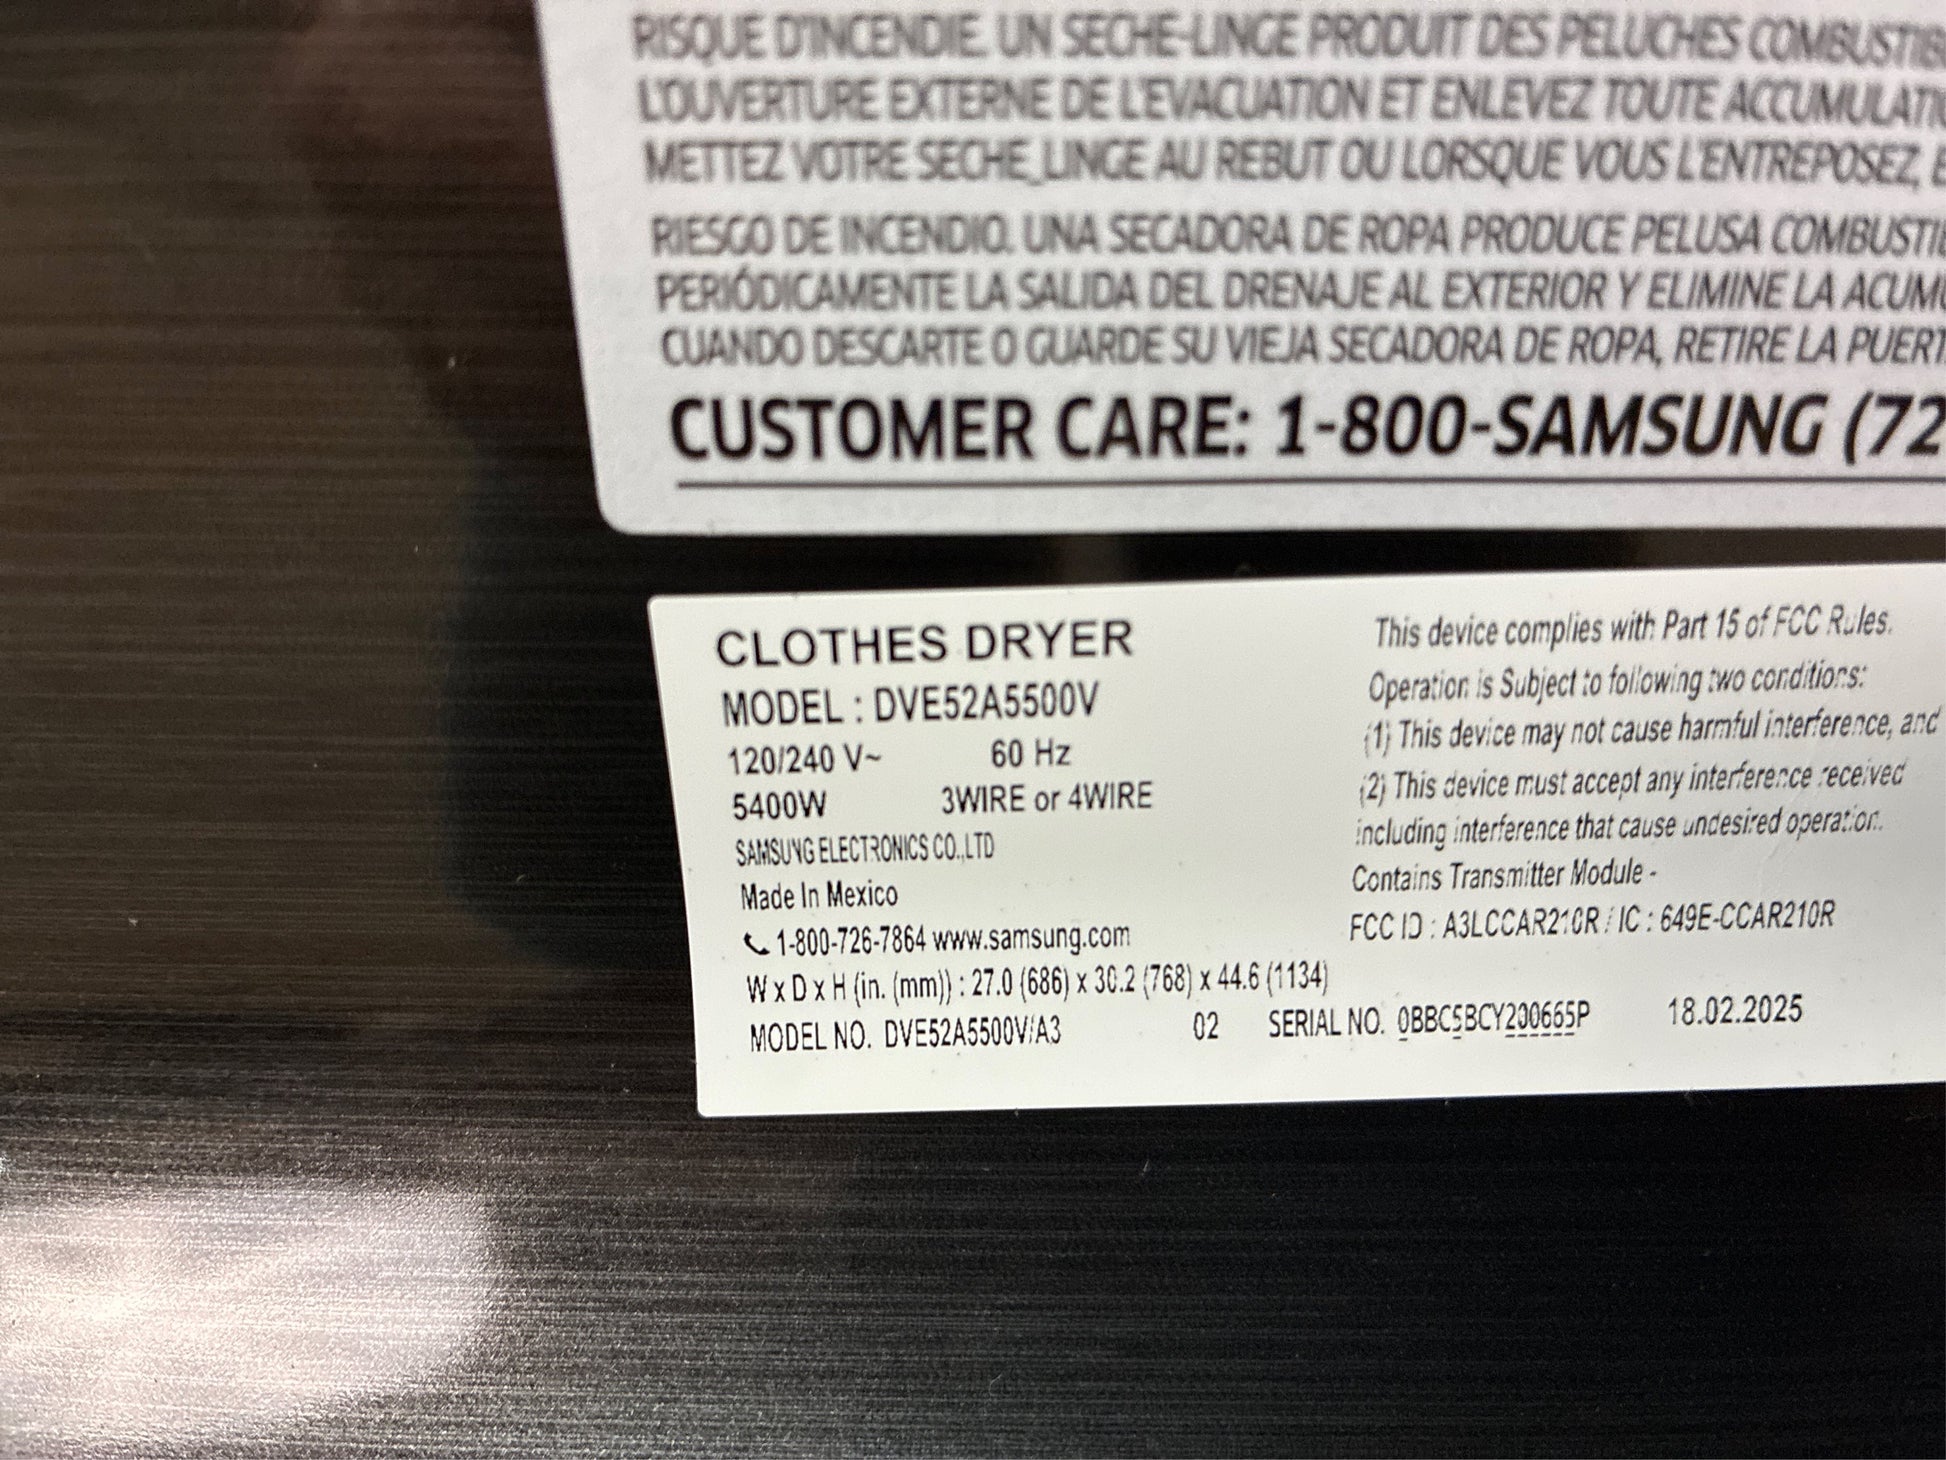 RISQUE D'INCENDIE. UN SECHE-LINGE PRODUIT DES PELUCHES
L'OUVERTURE EXTERNE DE L'EVACUATION ET ENLEVEZ TOUTE
METTEZ VOTRE SECHE_LINGE AU REBUT OU LORSQUE VOUS L'ENTREPOSEZ,
RIESGO DE INCENDIO. UNA SECADORA DE ROPA PRODUCE PELUSA
PERIÓDICAMENTE LA SALIDA DEL DRENAJE AL EXTERIOR Y ELIMINE LA
CUANDO DESCARTE O GUARDE SU VIEJA SECADORA DE ROPA, RETIRE LA
CUSTOMER CARE: 1-800-SAMSUNG (72
CLOTHES DRYER
MODEL : DVE52A5500V
120/240 V~ 60 Hz
5400W 3WIRE or 4WIRE
SAMSUNG ELECTRONICS CO.,LTD
Made In Mexico
1-800-726-7864 www.samsung.com
W x D x H (in. (mm)) : 27.0 (686) x 30.2 (768) x 44.6 (1134)
MODEL NO. DVE52A5500V/A3 02 SERIAL NO. 0BBC5BCY200665P 18.02.2025
This device complies with Part 15 of FCC Rules.
Operation is Subject to following two conditions:
(1) This device may not cause harmful interference, and
(2) This device must accept any interference received
including interference that cause undesired operation.
Contains Transmitter Module -
FCC ID : A3LCCAR210R / IC : 649E-CCAR210R